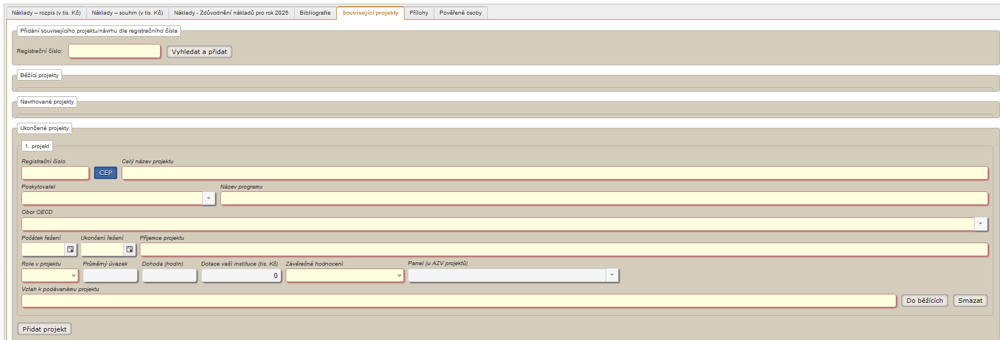 Náklady – rozpis (v tis. Kč) Náklady – souhrn (v tis. Kč) Náklady - Zdůvodnění nákladů pro rok 2025 Bibliografie Související projekty Přílohy Pověřené osoby
Přidání souvisejícího projektu/návrhu dle registračního čísla
Registrační číslo: Vyhledat a přidat
Běžící projekty
Navrhované projekty
Ukončené projekty
1. projekt
Registrační číslo Celý název projektu
CEP
Poskytovatel Název programu
Obor OECD
Počátek řešení Ukončení řešení Příjemce projektu
Role v projektu Průměrný úvazek Dohoda (hodin) Dotace vaší instituce (tis. Kč) Závěrečné hodnocení Panel (u AZV projektů)
0
Vztah k podávanému projektu
Do běžících Smazat
Přidat projekt